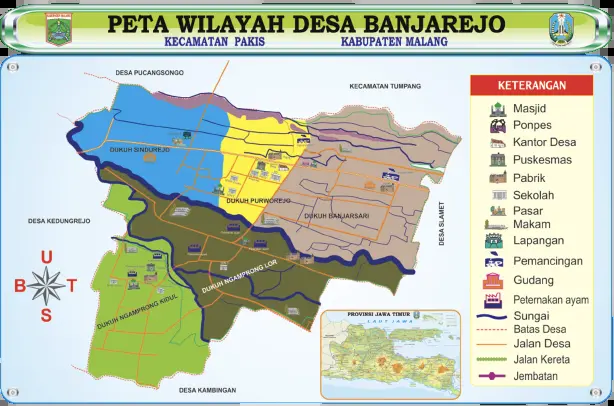 PETA WILAYAH DESA BANJAREJO
KECAMATAN PAKIS KABUPATEN MALANG
DESA PUCANGSONGO
KECAMATAN TUMPANG
DUKUH SINDUREJO
DUKUH PURWOREJO
DUKUH BANJARSARI
DESA SLAMET
DESA KEDUNGREJO
DUKUH NGAMPRONG LOR
DUKUH NGAMPRONG KIDUL
DESA KAMBINGAN
U
B T
S
KETERANGAN
Masjid
Ponpes
Kantor Desa
Puskesmas
Pabrik
Sekolah
Pasar
Makam
Lapangan
Pemancingan
Gudang
Peternakan ayam
Sungai
Batas Desa
Jalan Desa
Jalan Kereta
Jembatan
PROVINSI JAWA TIMUR
LAUT JAWA